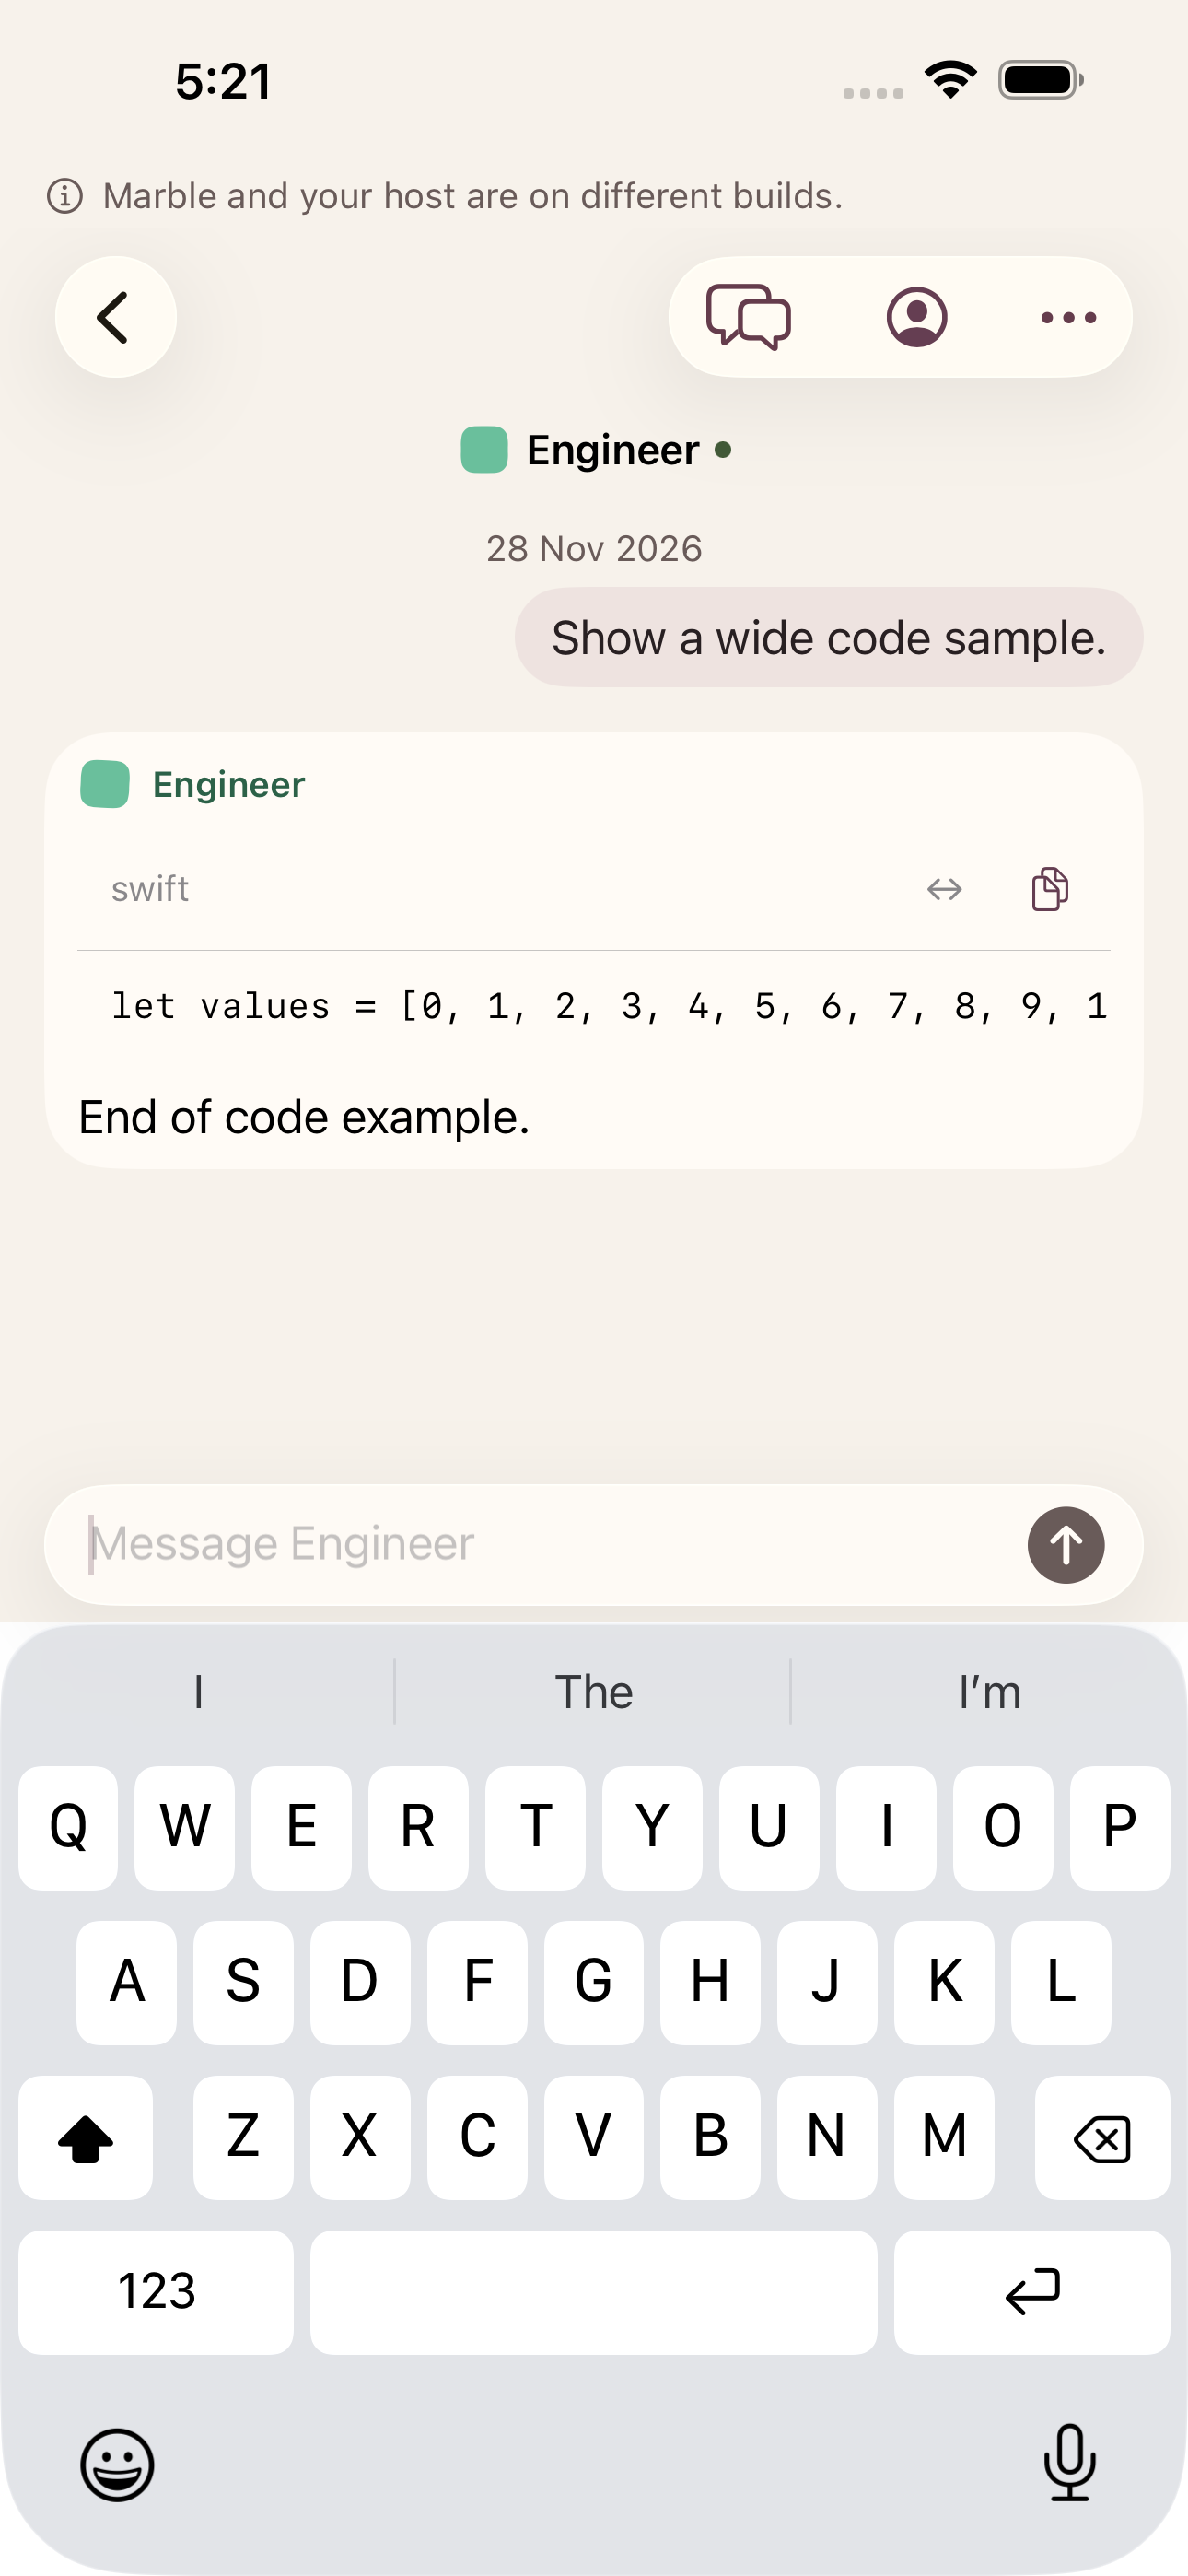 5:21
Marble and your host are on different builds.
Engineer
28 Nov 2026
Show a wide code sample.
Engineer
swift
let values = [0, 1, 2, 3, 4, 5, 6, 7, 8, 9, 1
End of code example.
Message Engineer
I The I’m
Q W E R T Y U I O P
A S D F G H J K L
Z X C V B N M
123